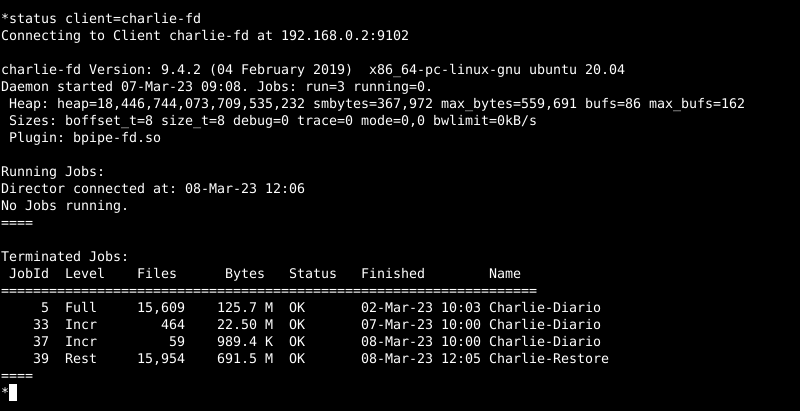 *status client=charlie-fd
Connecting to Client charlie-fd at 192.168.0.2:9102

charlie-fd Version: 9.4.2 (04 February 2019)  x86_64-pc-linux-gnu ubuntu 20.04
Daemon started 07-Mar-23 09:08. Jobs: run=3 running=0.
 Heap: heap=18,446,744,073,709,535,232 smbytes=367,972 max_bytes=559,691 bufs=86 max_bufs=162
 Sizes: boffset_t=8 size_t=8 debug=0 trace=0 mode=0,0 bwlimit=0kB/s
 Plugin: bpipe-fd.so

Running Jobs:
Director connected at: 08-Mar-23 12:06
No Jobs running.
====

Terminated Jobs:
 JobId  Level    Files      Bytes   Status   Finished        Name
===================================================================
     5  Full    15,609    125.7 M  OK       02-Mar-23 10:03 Charlie-Diario
    33  Incr       464    22.50 M  OK       07-Mar-23 10:00 Charlie-Diario
    37  Incr        59    989.4 K  OK       08-Mar-23 10:00 Charlie-Diario
    39  Rest    15,954    691.5 M  OK       08-Mar-23 12:05 Charlie-Restore
====
*